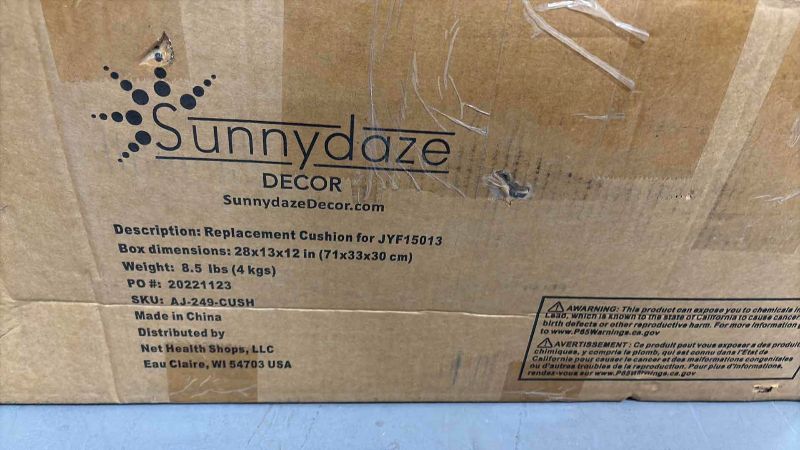 Sunnydaze
DECOR
SunnydazeDecor.com
Description: Replacement Cushion for JYF15013
Box dimensions: 28x13x12 in (71x33x30 cm)
Weight: 8.5 lbs (4 kgs)
PO #: 20221123
SKU: AJ-249-CUSH
Made in China
Distributed by
Net Health Shops, LLC
Eau Claire, WI 54703 USA
AWARNING: This product can expose you to chemicals in
Lead, which is known to the state of California to cause cancer
birth defects or other reproductive harm. For more information
to www.P65Warnings.ca.gov
AVERTISSEMENT: Ce produit peut vous exposer a des produi
chimiques, y compris le plomb, qui est connu dans l'Etat de
Californie pour causer le cancer et des malformations congenitales
ou d'autres troubles de la reproduction. Pour plus d'informations,
rendez-vous sur www.P65Warnings.ca.gov